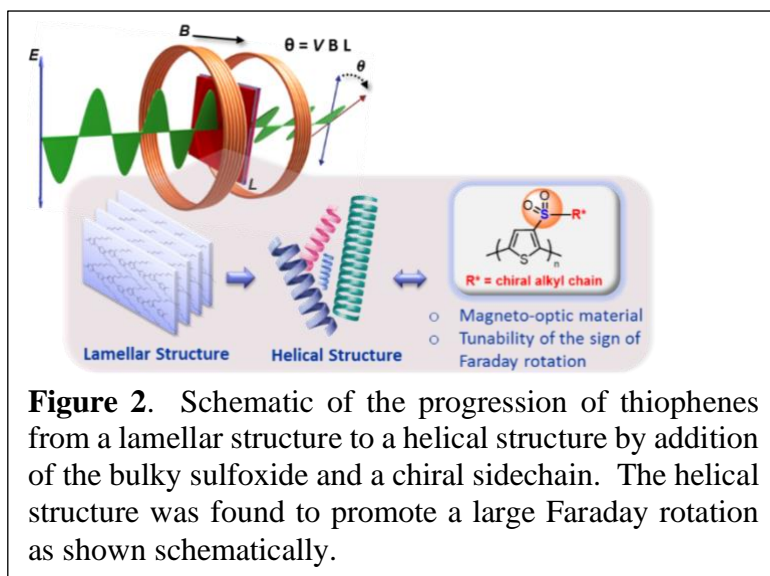 B
θ = V B L
E
θ
L
O
O
S
R*
S
n
R* = chiral alkyl chain
Lamellar Structure
Helical Structure
o Magneto-optic material
o Tunability of the sign of
Faraday rotation
Figure 2. Schematic of the progression of thiophenes
from a lamellar structure to a helical structure by addition
of the bulky sulfoxide and a chiral sidechain. The helical
structure was found to promote a large Faraday rotation
as shown schematically.